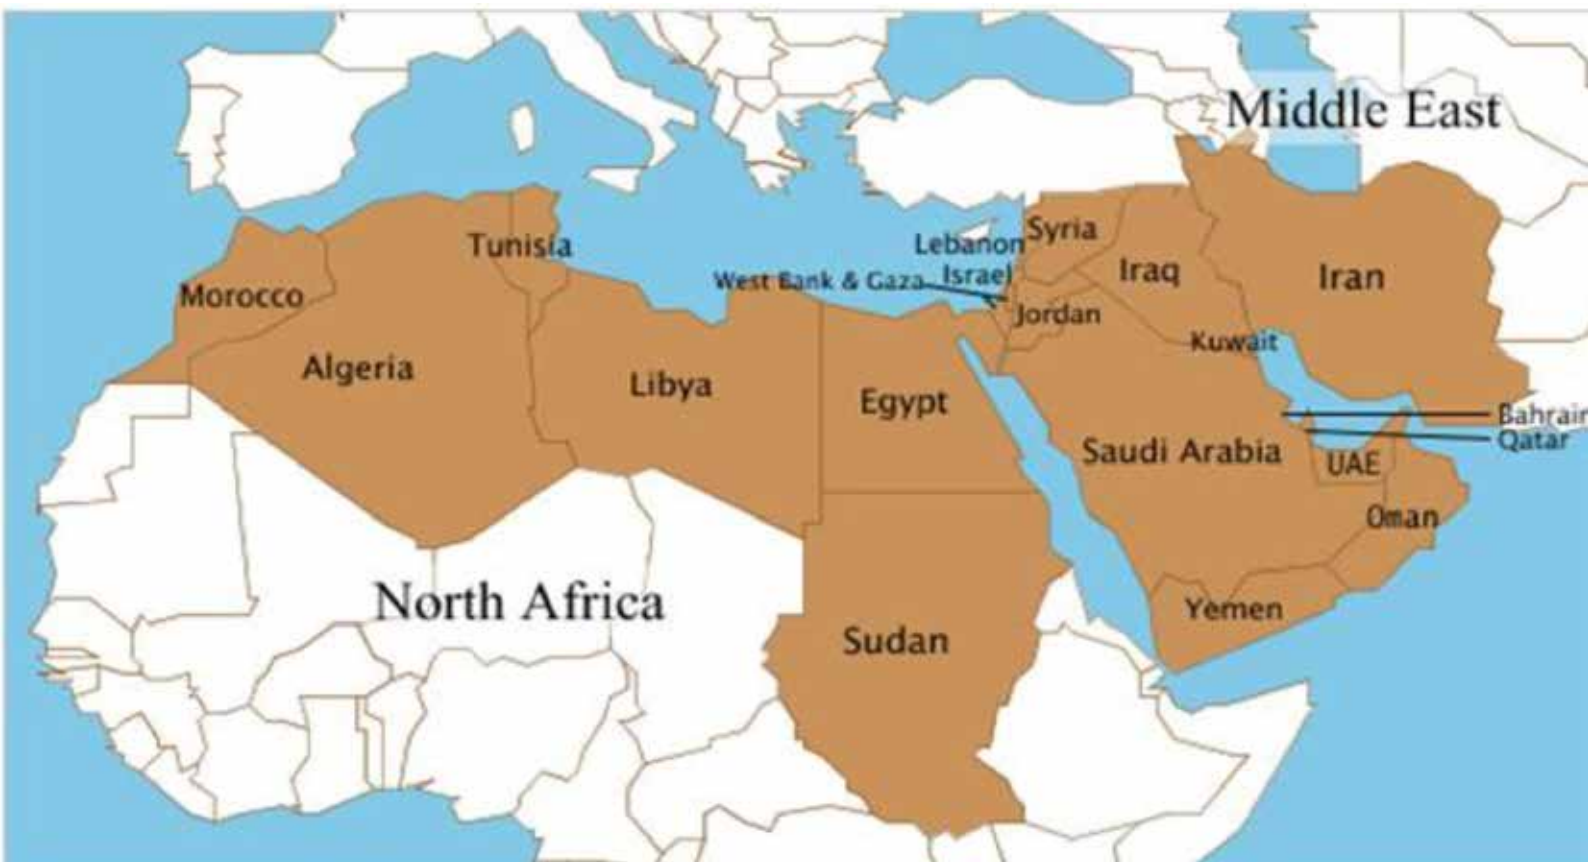 Middle East
Syria
Lebanon
Tunisia
Israel
Iraq
Iran
West Bank & Gaza
Morocco
Jordan
Kuwait
Algeria
Libya
Egypt
Bahrain
Qatar
Saudi Arabia
UAE
Oman
North Africa
Yemen
Sudan